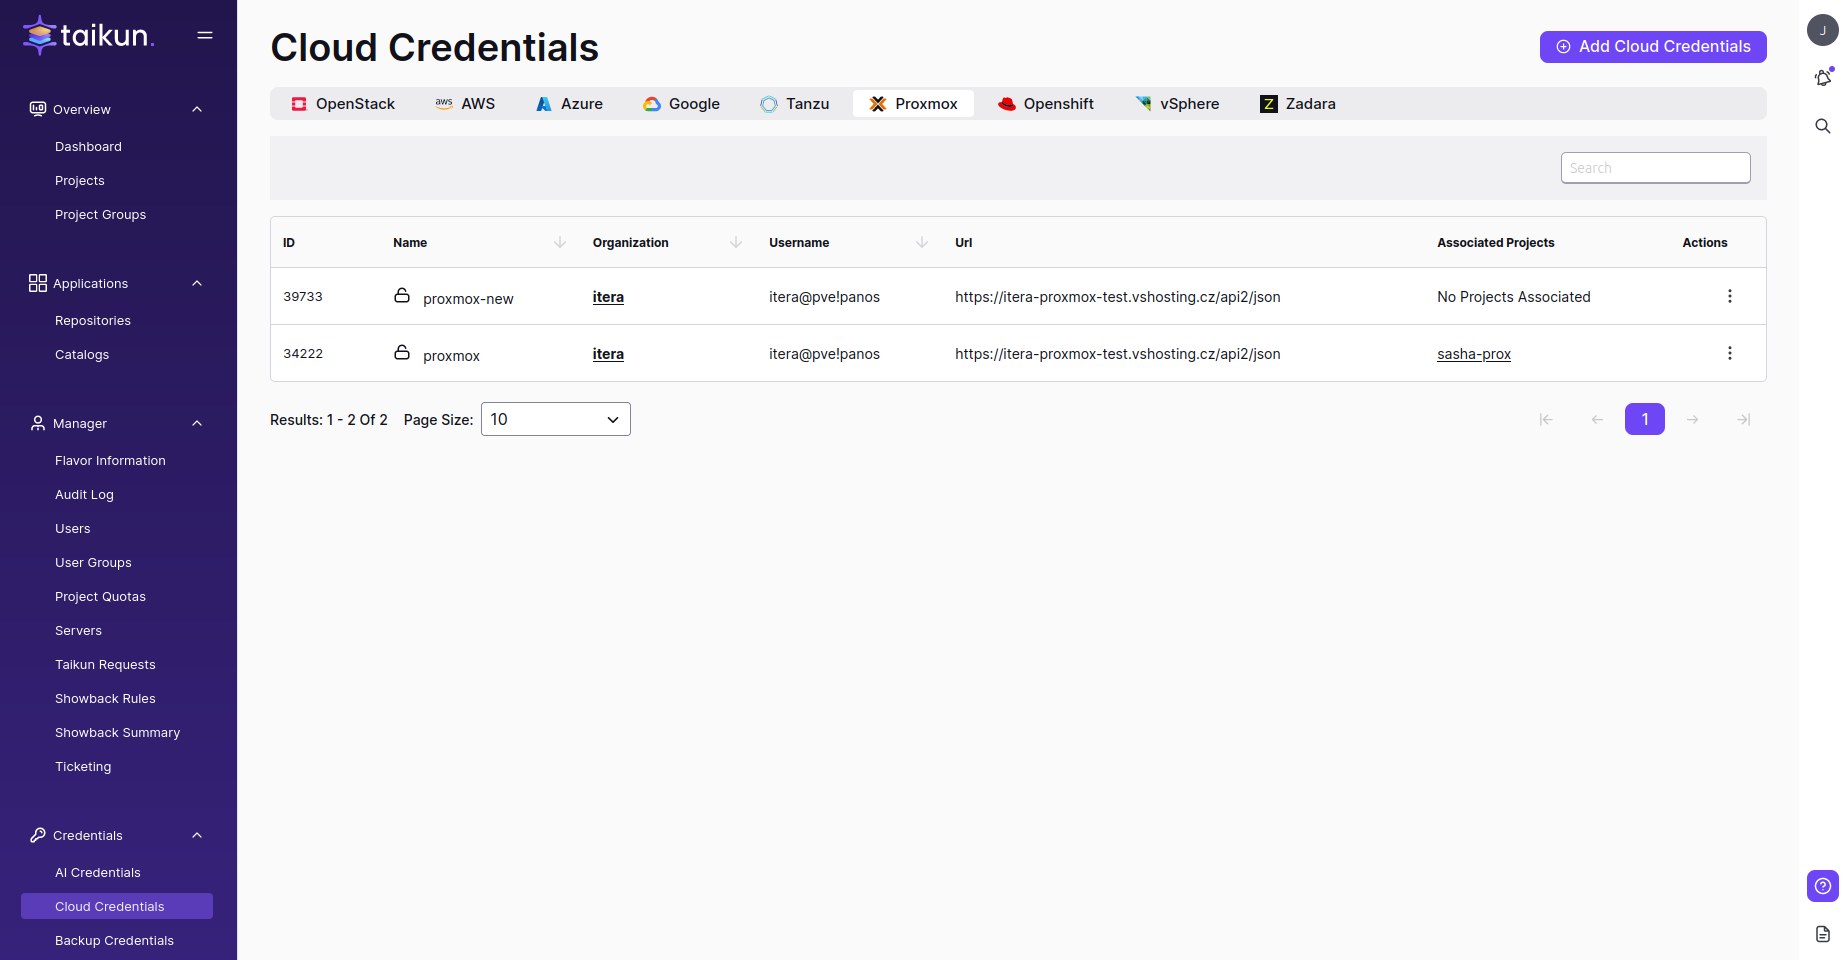 taikun.
Overview
Dashboard
Projects
Project Groups
Applications
Repositories
Catalogs
Manager
Flavor Information
Audit Log
Users
User Groups
Project Quotas
Servers
Taikun Requests
Showback Rules
Showback Summary
Ticketing
Credentials
AI Credentials
Cloud Credentials
Backup Credentials
Cloud Credentials
Add Cloud Credentials
OpenStack aws AWS Azure Google Tanzu Proxmox Openshift vSphere Z Zadara
Search
ID Name Organization Username Url Associated Projects Actions
39733 proxmox-new itera itera@pve!panos https://itera-proxmox-test.vshosting.cz/api2/json No Projects Associated
34222 proxmox itera itera@pve!panos https://itera-proxmox-test.vshosting.cz/api2/json sasha-prox
Results: 1 - 2 Of 2 Page Size: 10 1
J